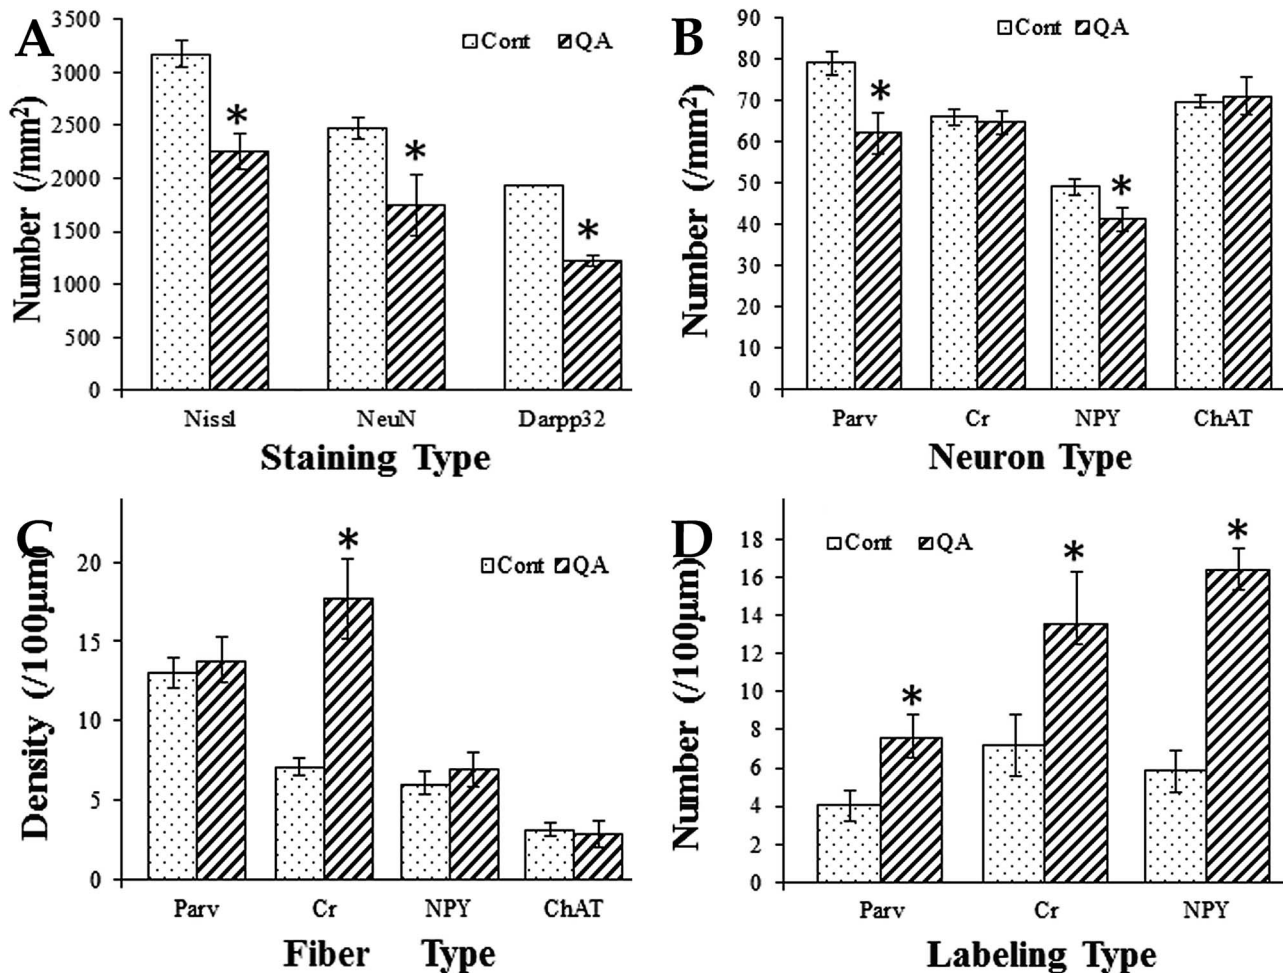 A
3500
3000
2500
2000
1500
1000
500
0
Number (/mm²)
Cont QA
*
*
*
Nissl NeuN Darpp32
Staining Type
B
90
80
70
60
50
40
30
20
10
0
Number (/mm²)
Cont QA
*
*
Parv Cr NPY ChAT
Neuron Type
C
20
15
10
5
0
Density (/100μm)
Cont QA
*
Parv Cr NPY ChAT
Fiber Type
D
18
16
14
12
10
8
6
4
2
0
Number (/100μm)
Cont QA
*
*
*
Parv Cr NPY
Labeling Type